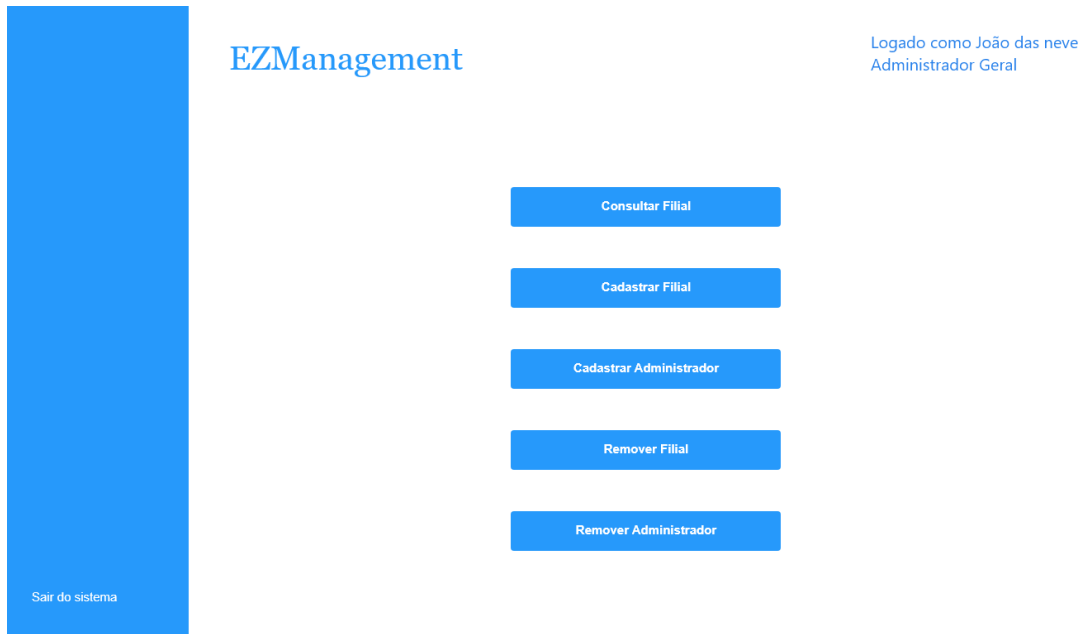 EZManagement
Logado como João das neve
Administrador Geral
Consultar Filial
Cadastrar Filial
Cadastrar Administrador
Remover Filial
Remover Administrador
Sair do sistema